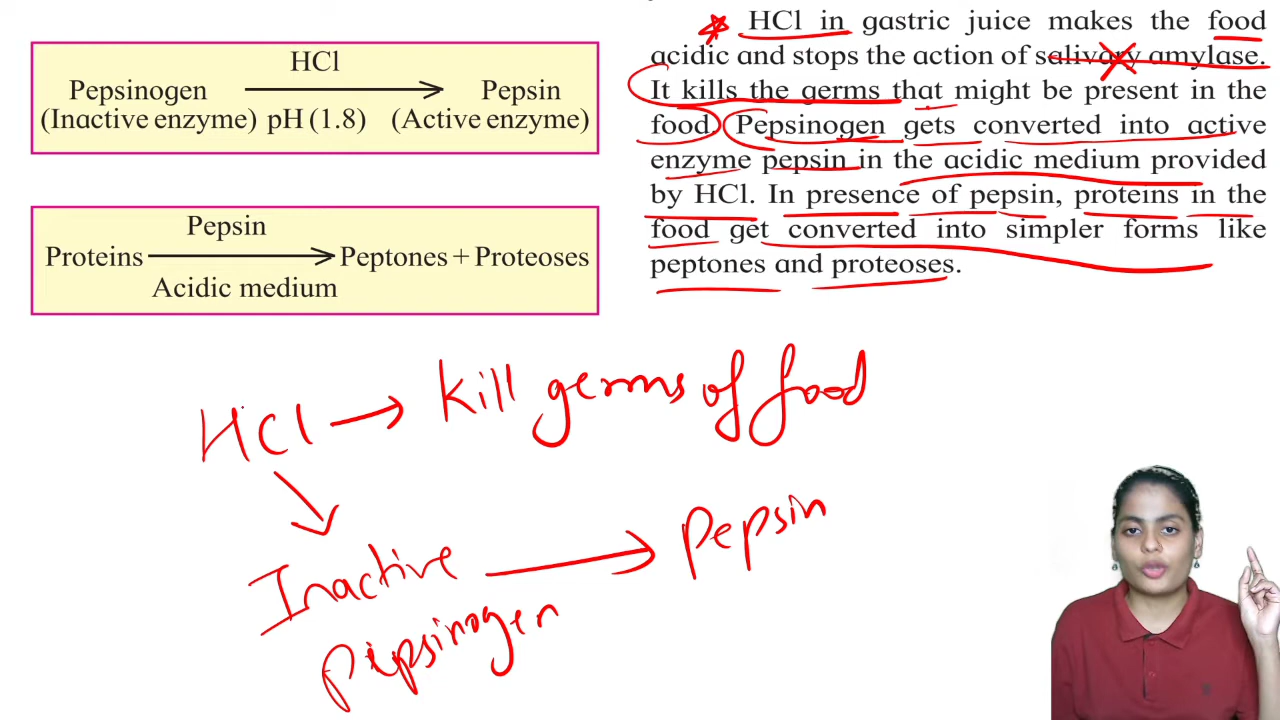 HCl
Pepsinogen Pepsin
(Inactive enzyme) pH (1.8) (Active enzyme)
Pepsin
Proteins Peptones + Proteoses
Acidic medium
HCl in gastric juice makes the food
acidic and stops the action of salivary amylase.
It kills the germs that might be present in the
food. Pepsinogen gets converted into active
enzyme pepsin in the acidic medium provided
by HCl. In presence of pepsin, proteins in the
food get converted into simpler forms like
peptones and proteoses.
HCl → Kill germs of food
Inactive → Pepsin
Pipsinogen